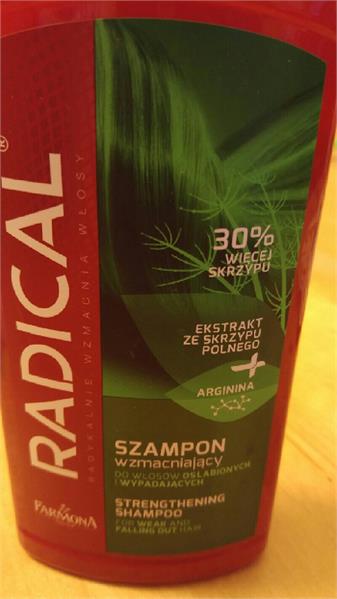 RADICAL®
RADYKALNIE WZMACNIA WŁOSY
30%
WIĘCEJ
SKRZYPU
EKSTRAKT
ZE SKRZYPU
POLNEGO
+
ARGININA
SZAMPON
wzmacniający
DO WŁOSÓW OSŁABIONYCH
I WYPADAJĄCYCH
STRENGTHENING
SHAMPOO
FOR WEAK AND
FALLING OUT HAIR
FARMONA